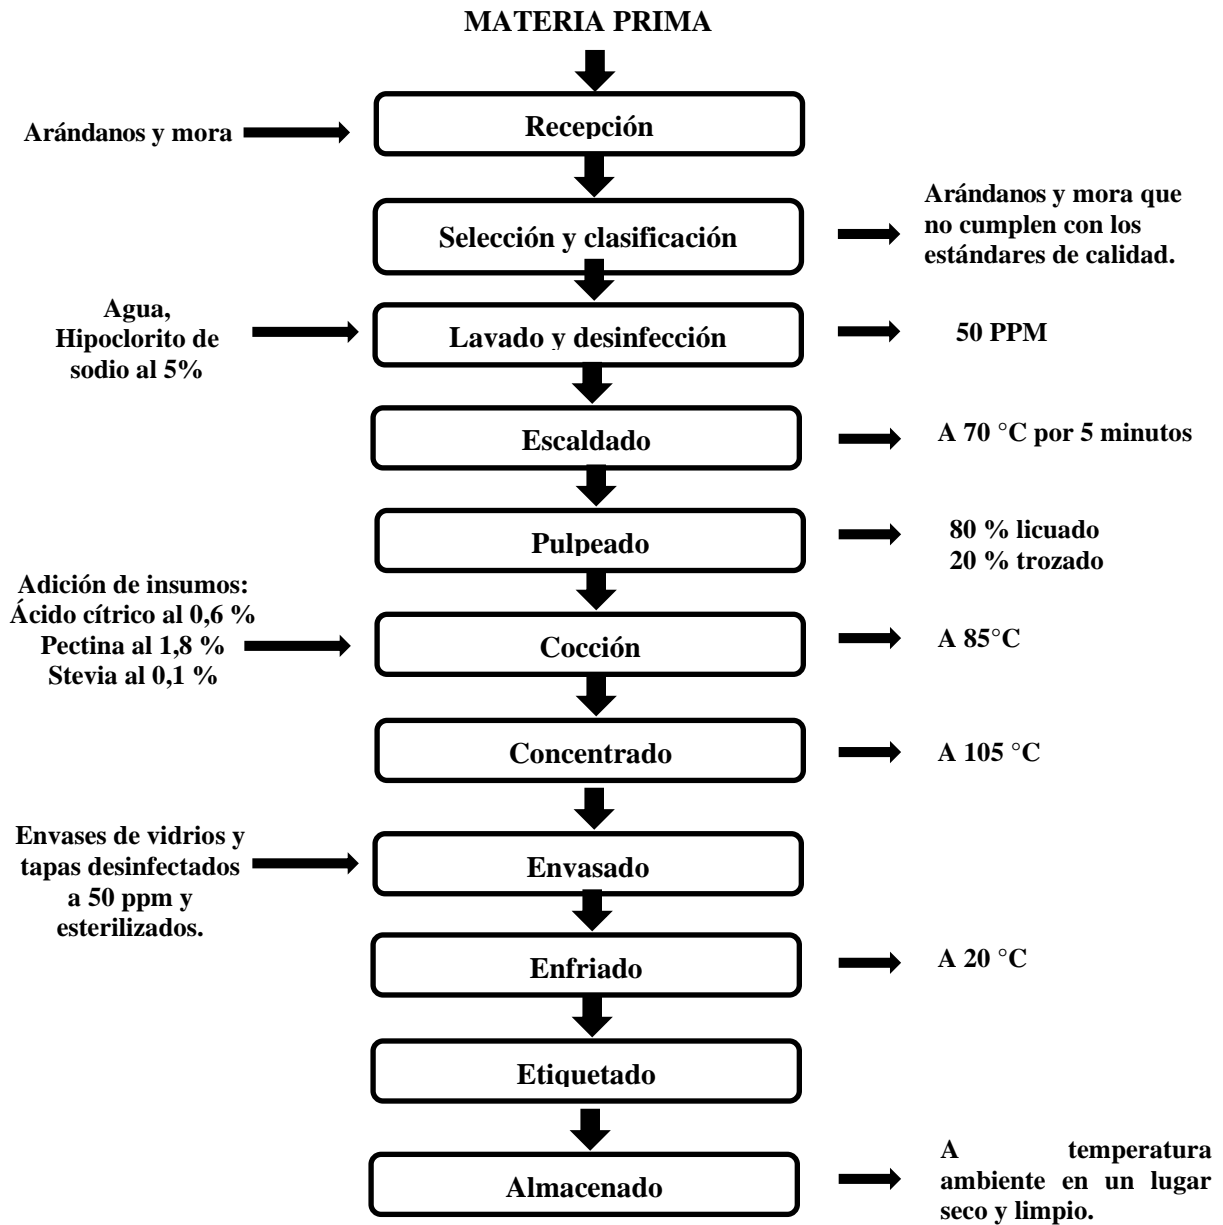 MATERIA PRIMA
Arándanos y mora
Recepción
Selección y clasificación
Arándanos y mora que
no cumplen con los
estándares de calidad.
Agua,
Hipoclorito de
sodio al 5%
Lavado y desinfección
50 PPM
Escaldado
A 70 °C por 5 minutos
Pulpeado
80 % licuado
20 % trozado
Adición de insumos:
Ácido cítrico al 0,6 %
Pectina al 1,8 %
Stevia al 0,1 %
Cocción
A 85°C
Concentrado
A 105 °C
Envases de vidrios y
tapas desinfectados
a 50 ppm y
esterilizados.
Envasado
Enfriado
A 20 °C
Etiquetado
Almacenado
A temperatura
ambiente en un lugar
seco y limpio.